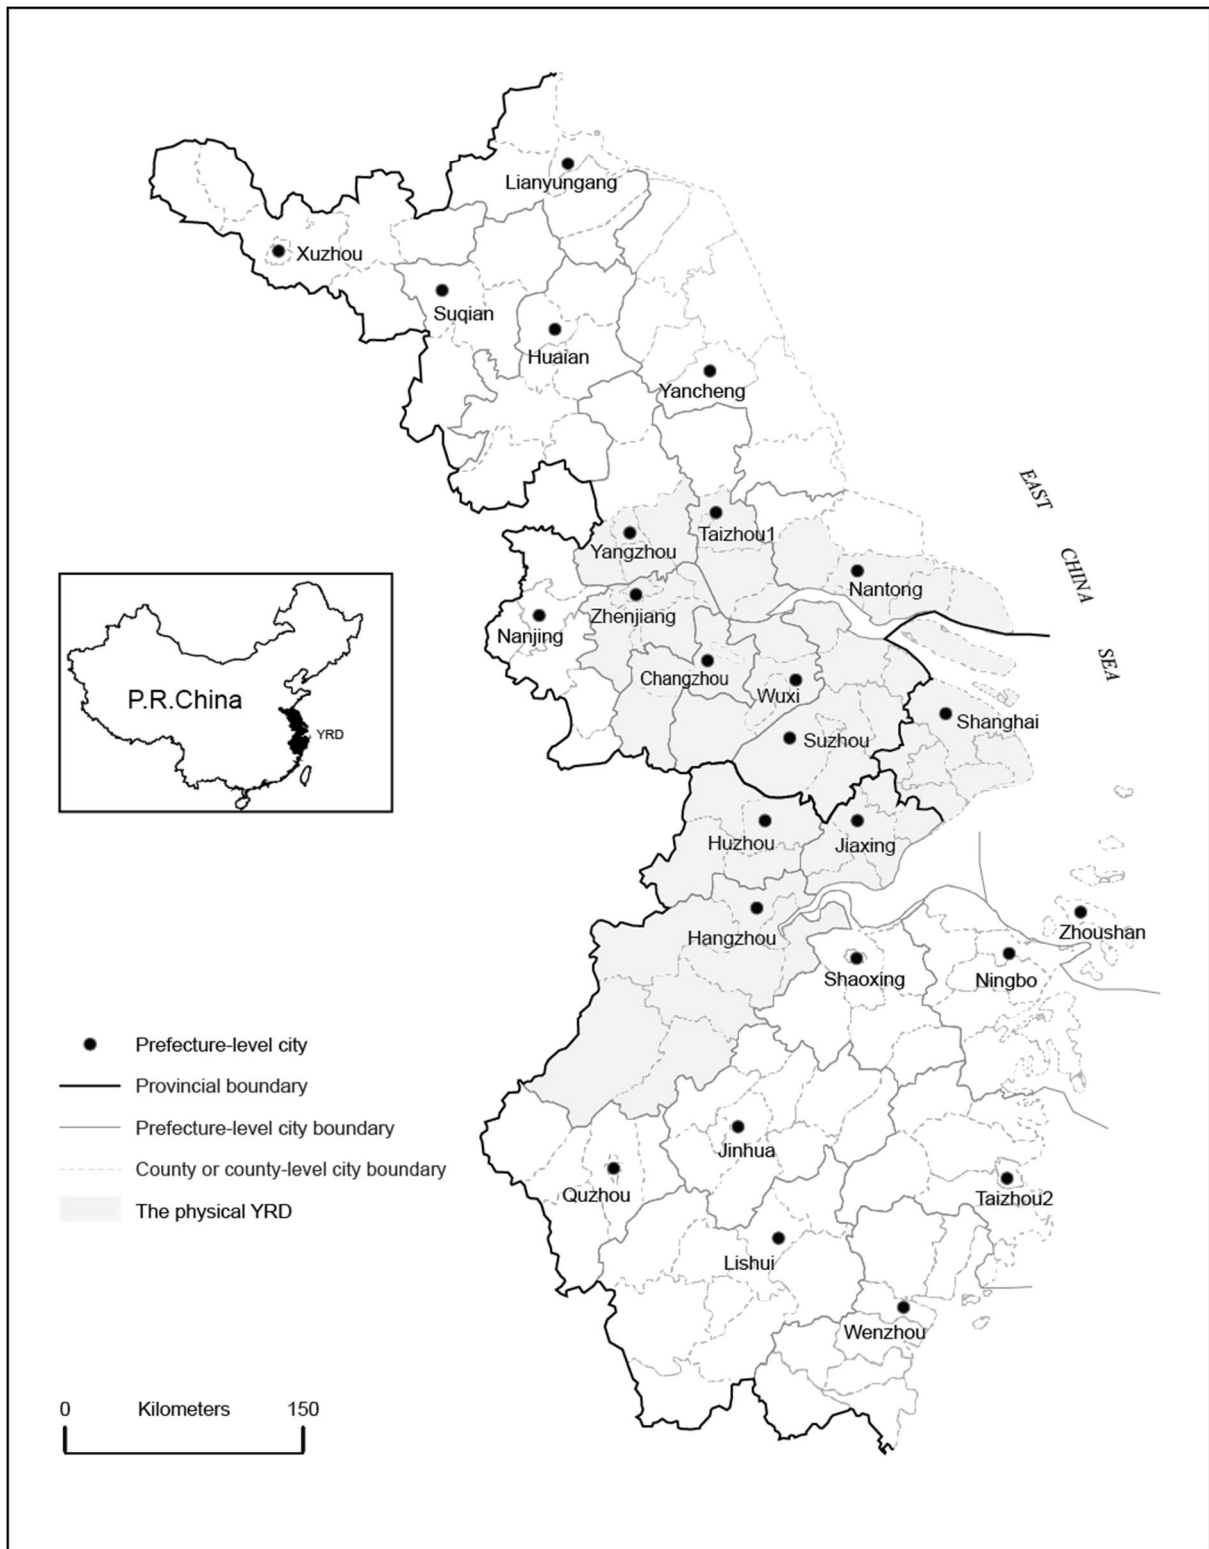 Lianyungang
Xuzhou
Suqian
Huaian
Yancheng
EAST
CHINA
SEA
Taizhou1
Yangzhou
Nantong
Zhenjiang
Nanjing
Changzhou
Wuxi
Shanghai
Suzhou
P.R.China
YRD
Huzhou
Jiaxing
Hangzhou
Zhoushan
Shaoxing
Ningbo
Jinhua
Quzhou
Taizhou2
Lishui
Wenzhou
Prefecture-level city
Provincial boundary
Prefecture-level city boundary
County or county-level city boundary
The physical YRD
0 Kilometers 150